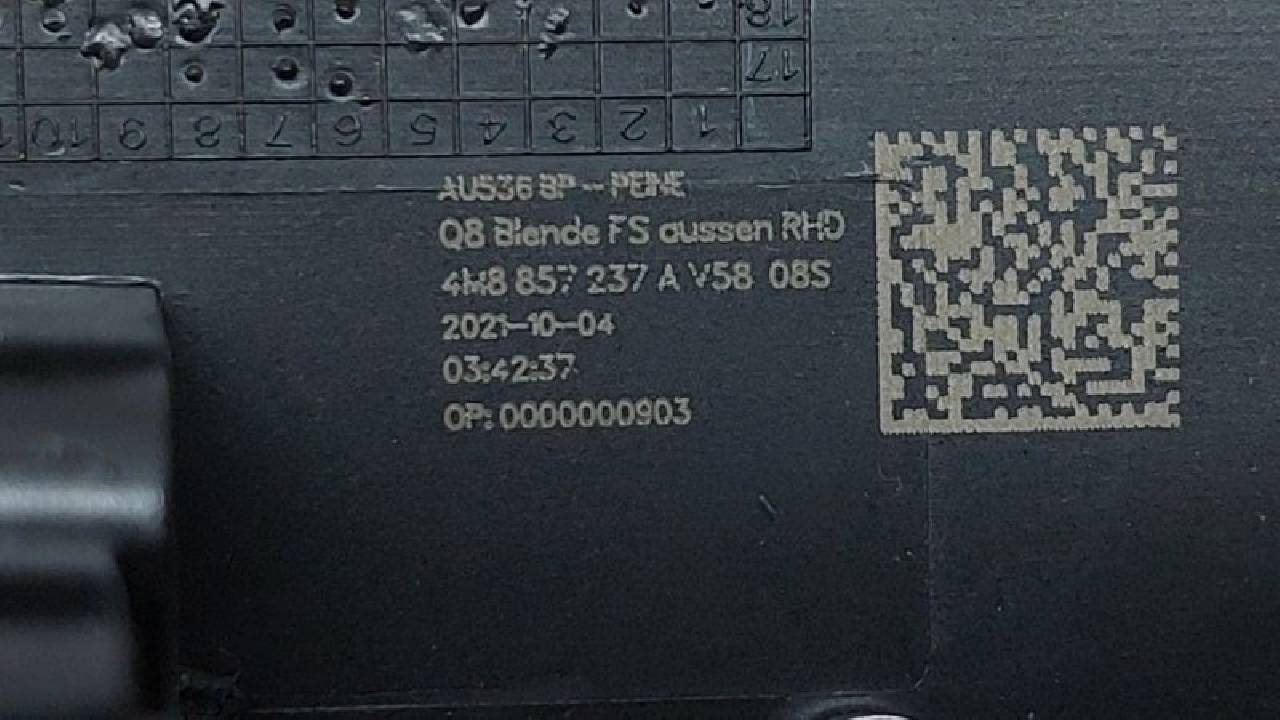 18
17
10 9 8 7 6 5 4 3 2 1
AU536 BP -- PEINE
Q8 Blende FS aussen RHD
4M8 857 237 A V58 08S
2021-10-04
03:42:37
OP: 0000000903